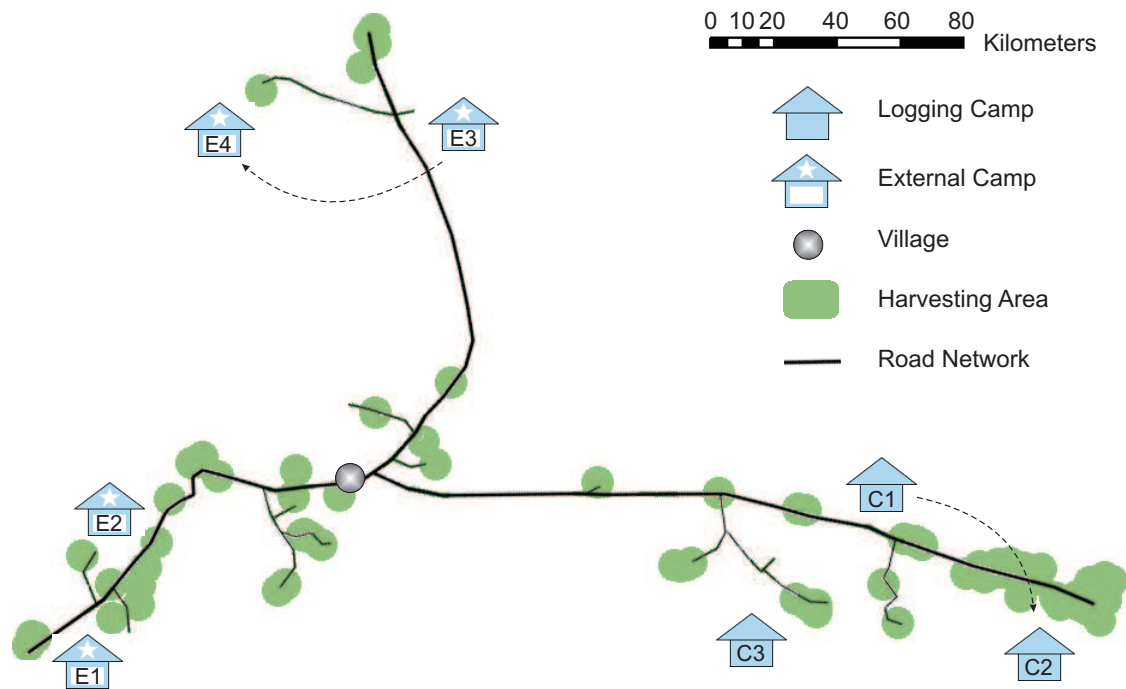 0 10 20 40 60 80
Kilometers
Logging Camp
External Camp
Village
Harvesting Area
Road Network
E4
E3
E2
E1
C1
C3
C2